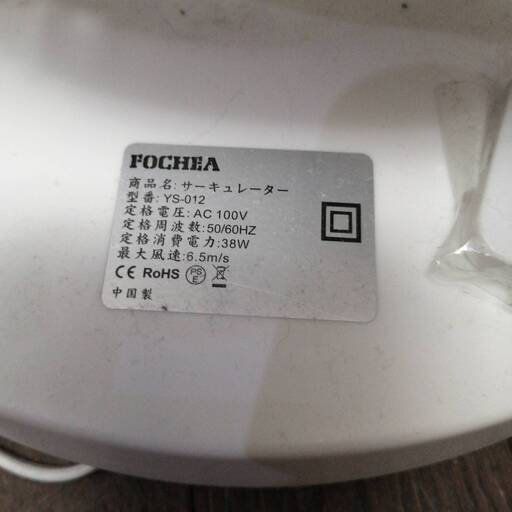 FOCHEA
商品名: サーキュレーター
型番: YS-012
定格電圧: AC 100V
定格周波数: 50/60HZ
定格消費電力: 38W
最大風速: 6.5m/s
CE RoHS PSE
中国製